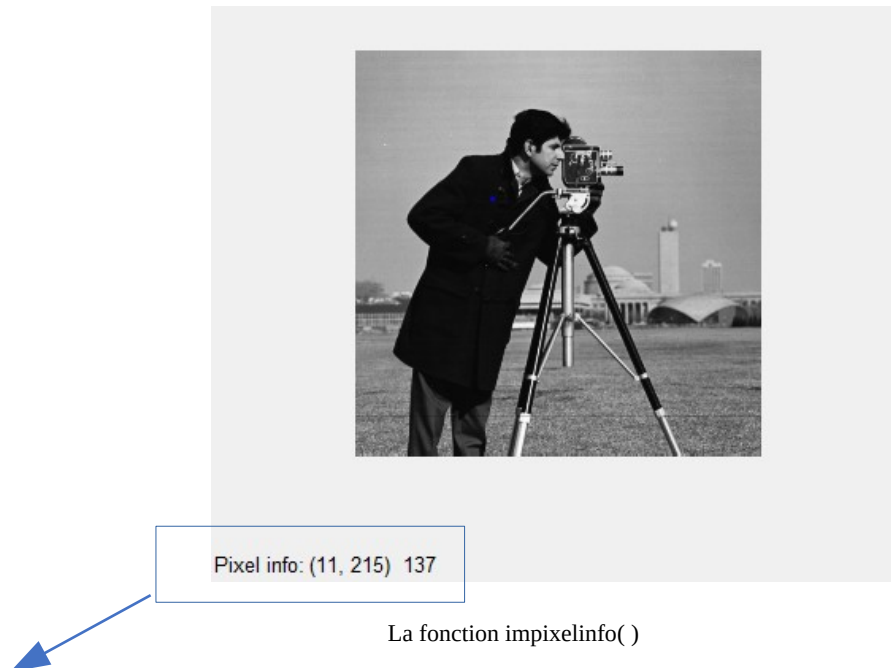 Pixel info: (11, 215) 137
La fonction impixelinfo( )